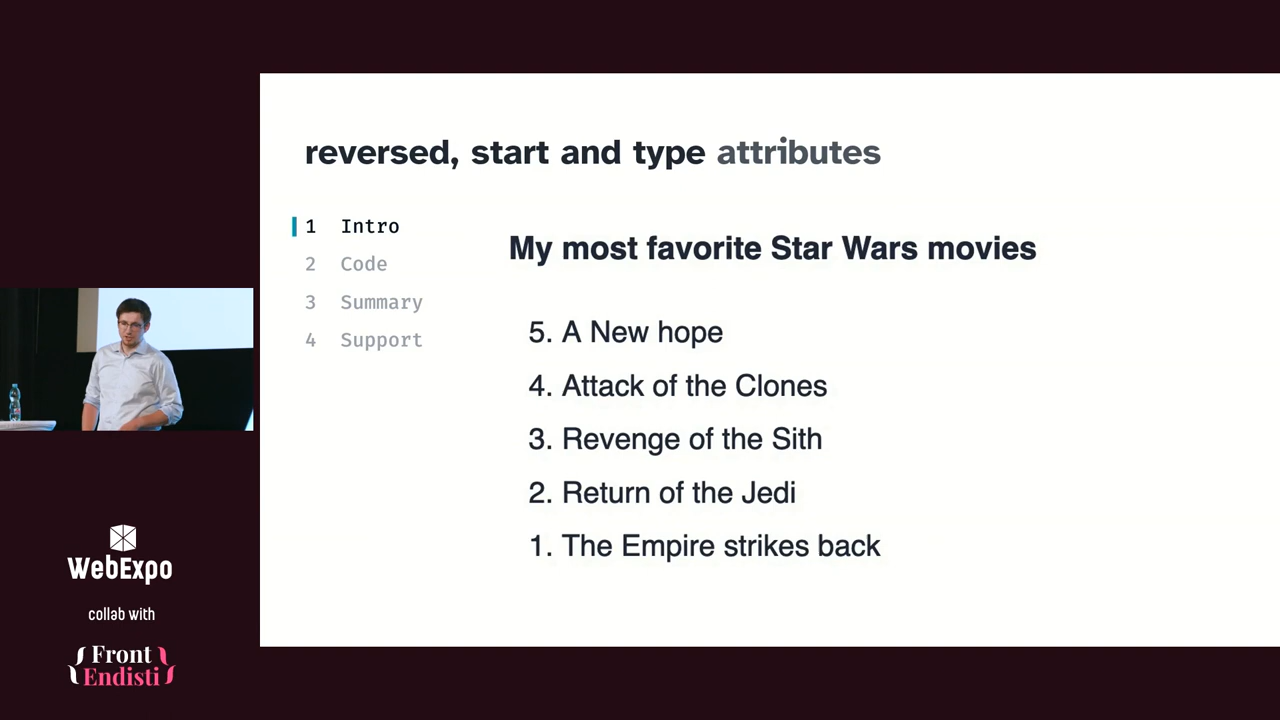 reversed, start and type attributes
1 Intro
2 Code
3 Summary
4 Support
My most favorite Star Wars movies
5. A New hope
4. Attack of the Clones
3. Revenge of the Sith
2. Return of the Jedi
1. The Empire strikes back
WebExpo
collab with
{Front
Endisti}